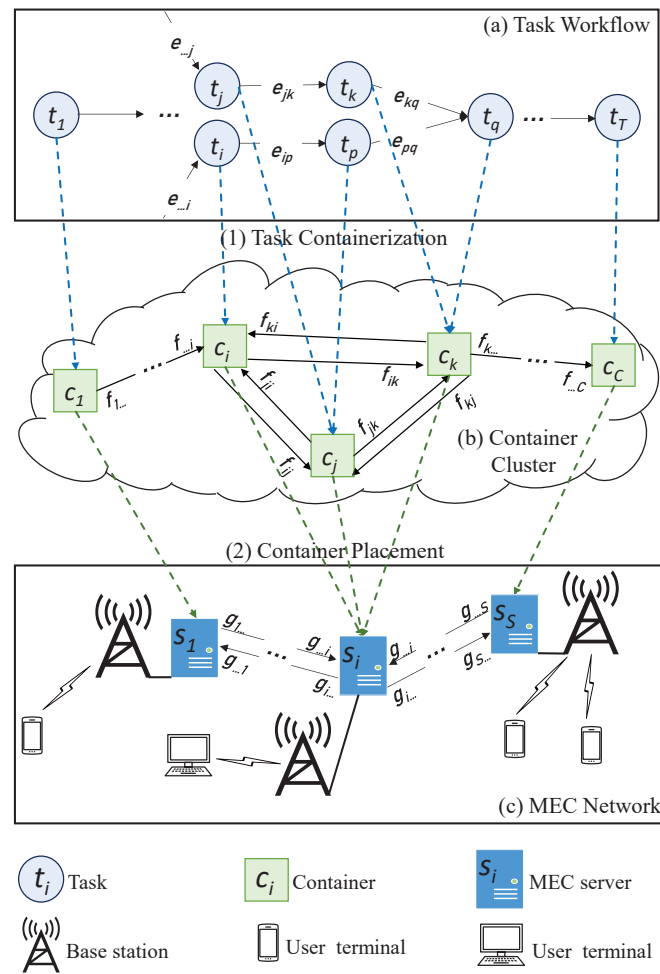 (a) Task Workflow
e...j
t1 ... tj ejk tk ekq tq ... tT
ti eip tp epq
e...i
(1) Task Containerization
c1 f1... ... f...i ci fki fik ck fk... ... f...C cC
fji fij cj fjk fkj
(b) Container
Cluster
(2) Container Placement
s1 g1... g...1 ... g...i gi... si g...i gi... ... g...S gS... sS
(c) MEC Network
ti Task ci Container si MEC server
Base station User terminal User terminal